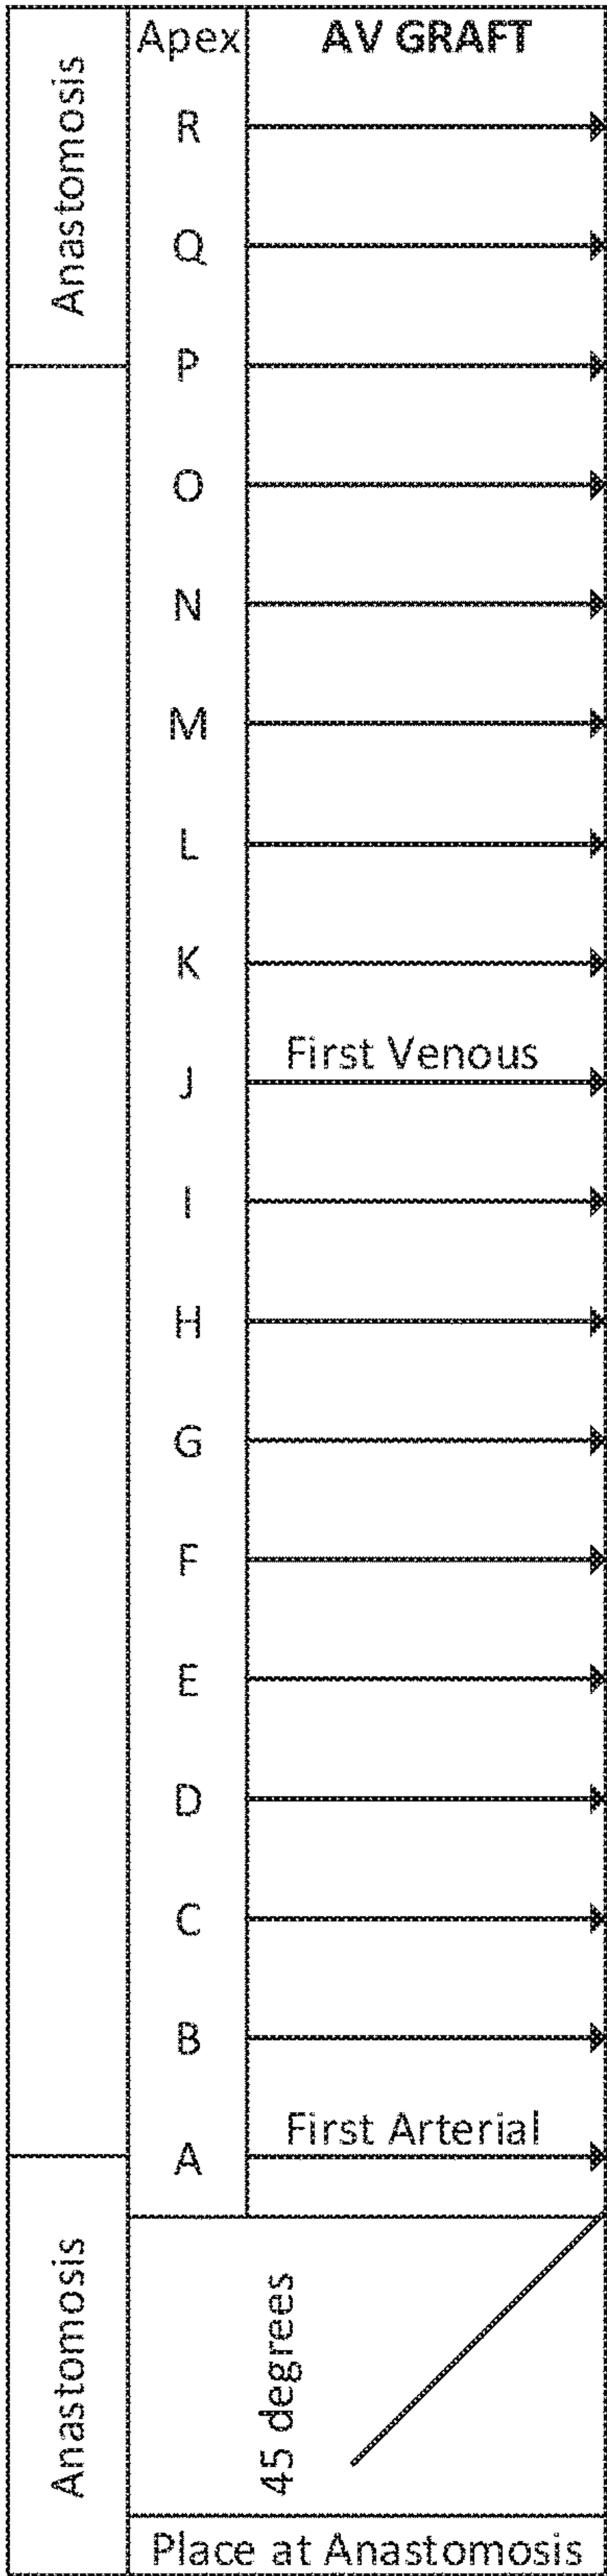 Anastomosis
Apex
AV GRAFT
R
Q
P
O
N
M
L
K
First Venous
J
I
H
G
F
E
D
C
B
First Arterial
A
Anastomosis
45 degrees
Place at Anastomosis